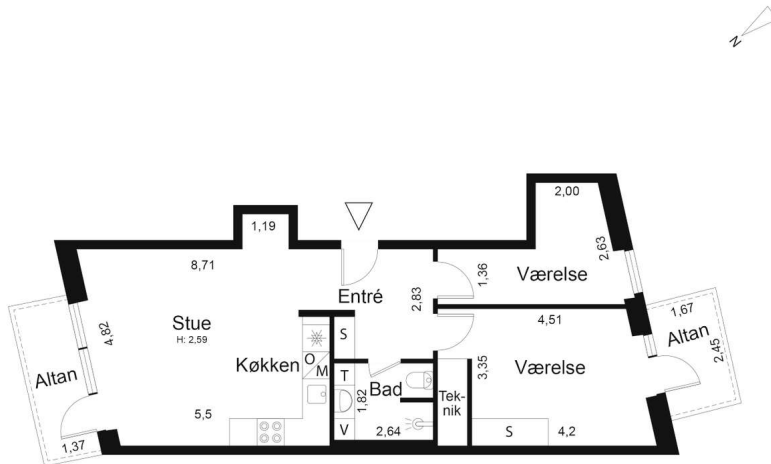 N
2,00
1,19
8,71
Entré
2,83
1,36
Værelse
2,63
4,82
Stue
H: 2,59
Køkken
S
O
M
4,51
Værelse
3,35
1,67
Altan
2,45
Altan
1,37
5,5
T
Bad
1,82
V
2,64
Tek-
nik
S
4,2